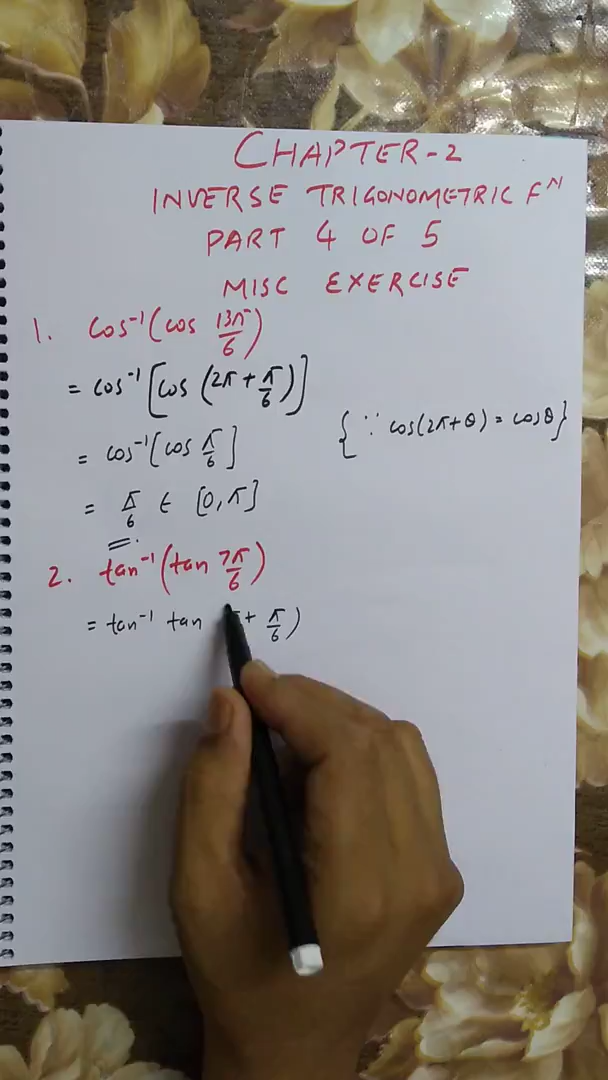 CHAPTER-2
INVERSE TRIGONOMETRIC Fᴺ
PART 4 OF 5
MISC EXERCISE
1. cos⁻¹(cos 13π/6)
= cos⁻¹[cos (2π + π/6)]
= cos⁻¹[cos π/6] {∵ cos(2π+θ) = cosθ}
= π/6 ∈ [0,π]
2. tan⁻¹(tan 7π/6)
= tan⁻¹ tan + π/6)